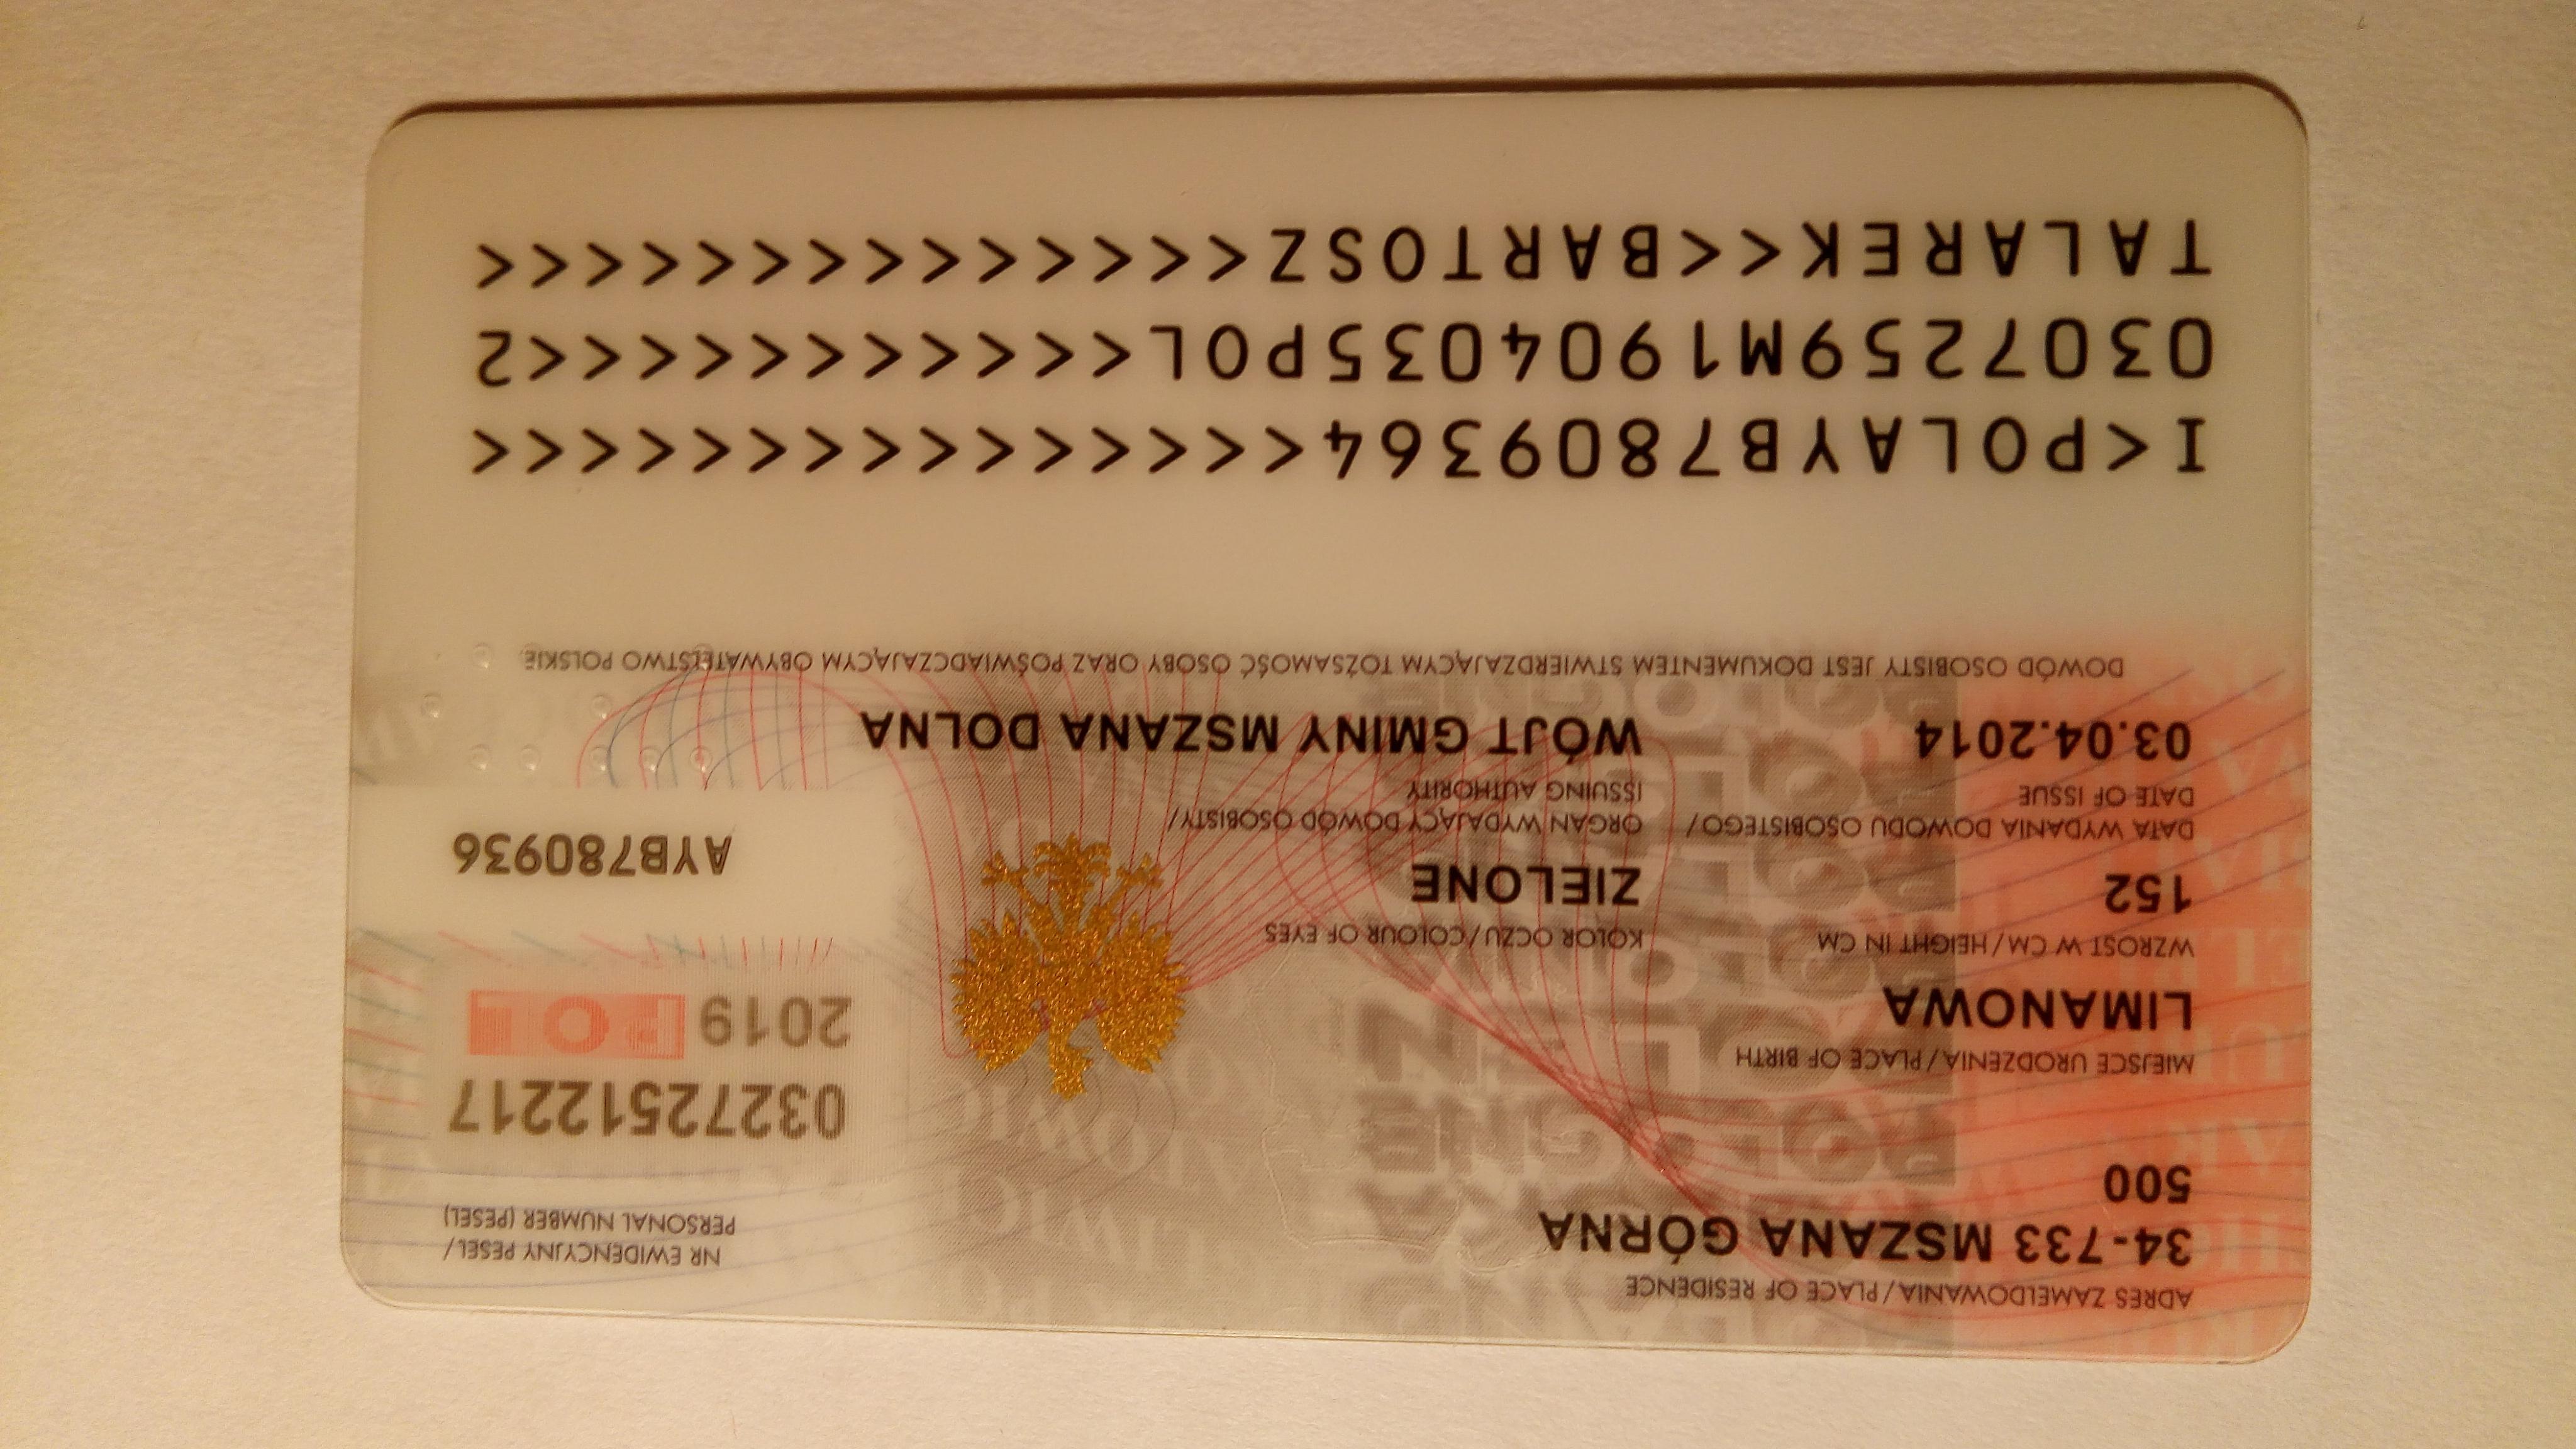 ADRES ZAMELDOWANIA/PLACE OF RESIDENCE
34-733 MSZANA GÓRNA
500
NR EWIDENCYJNY PESEL/
PERSONAL NUMBER (PESEL)
03272512217
2019 POL
MIEJSCE URODZENIA/PLACE OF BIRTH
LIMANOWA
WZROST W CM/HEIGHT IN CM
152
KOLOR OCZU/COLOUR OF EYES
ZIELONE
AYB780936
DATA WYDANIA DOWODU OSOBISTEGO/
DATE OF ISSUE
03.04.2014
ORGAN WYDAJĄCY DOWÓD OSOBISTY/
ISSUING AUTHORITY
WÓJT GMINY MSZANA DOLNA
DOWÓD OSOBISTY JEST DOKUMENTEM STWIERDZAJĄCYM TOŻSAMOŚĆ OSOBY ORAZ POŚWIADCZAJĄCYM OBYWATELSTWO POLSKIE
I<POLAYB7809364<<<<<<<<<<<<<<<
0307259M1904035POL<<<<<<<<<<<2
TALAREK<<BARTOSZ<<<<<<<<<<<<<<